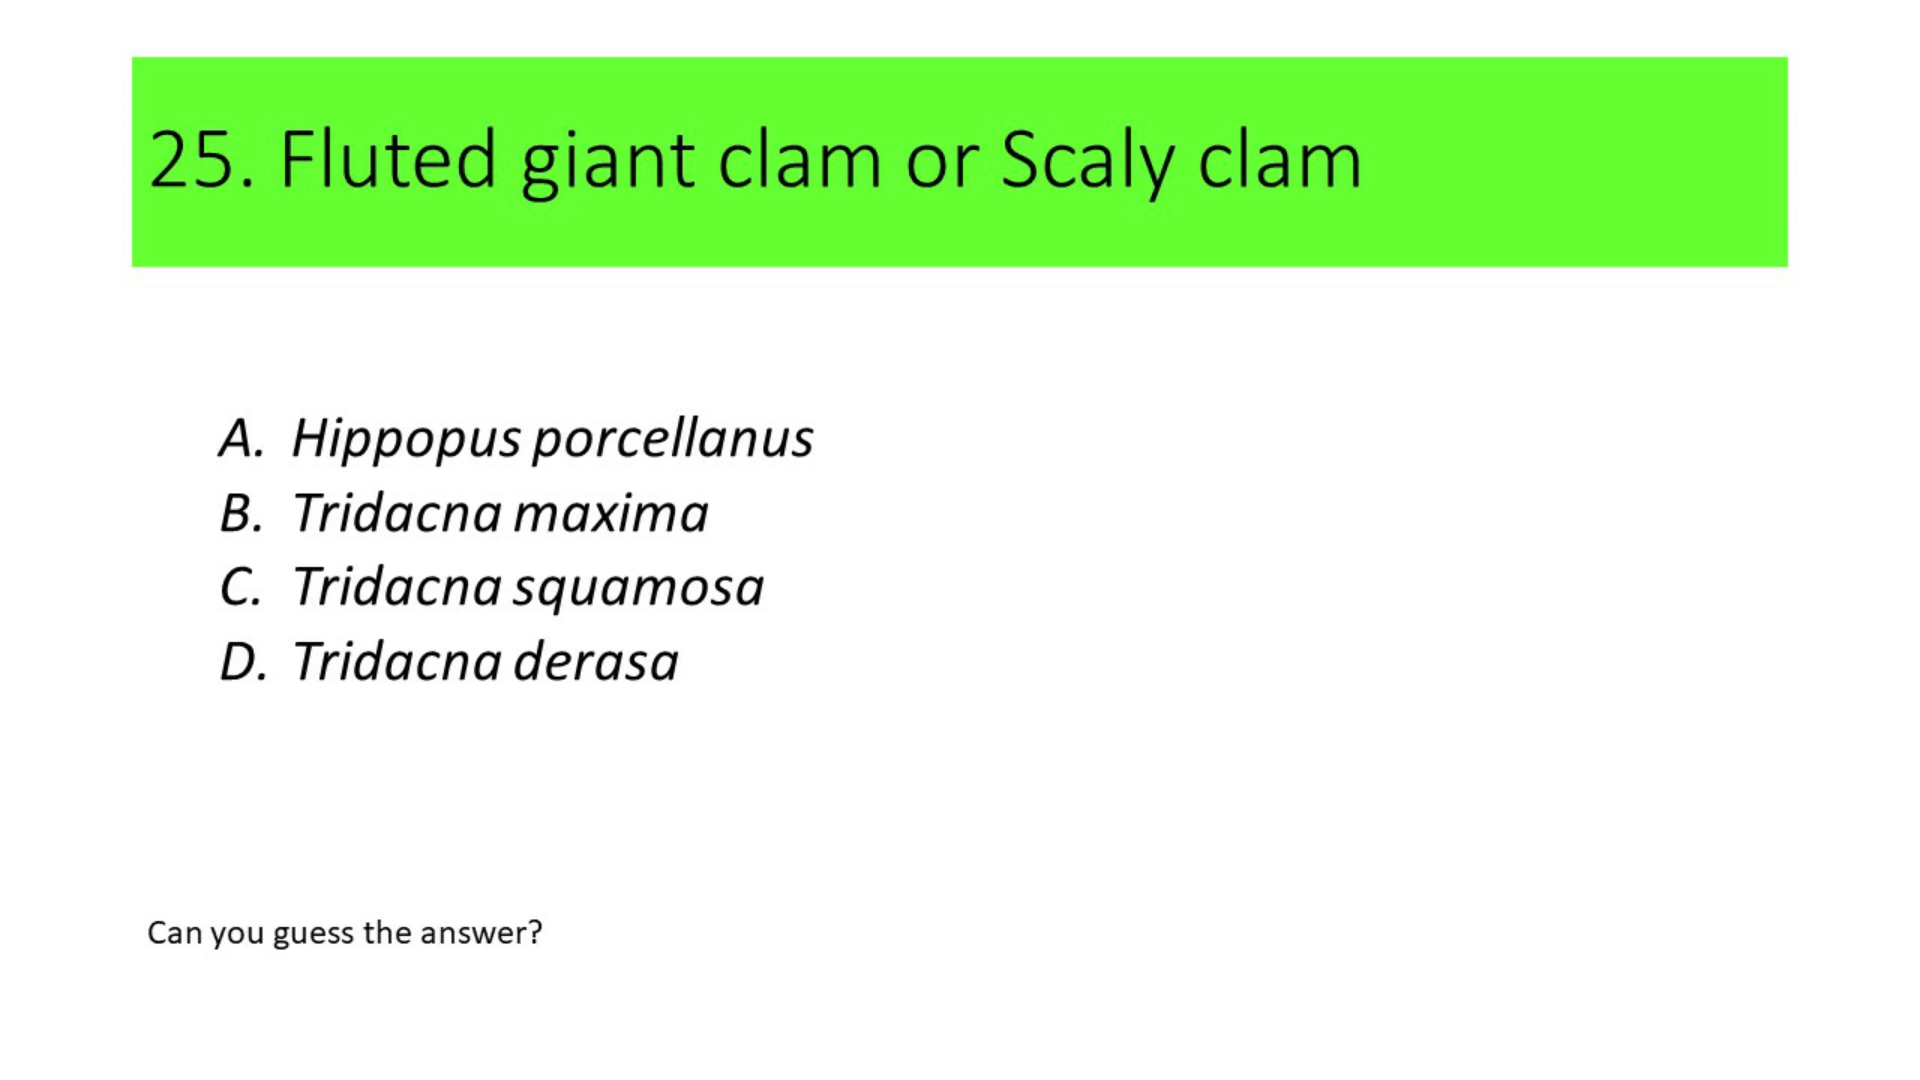 25. Fluted giant clam or Scaly clam
A. Hippopus porcellanus
B. Tridacna maxima
C. Tridacna squamosa
D. Tridacna derasa
Can you guess the answer?